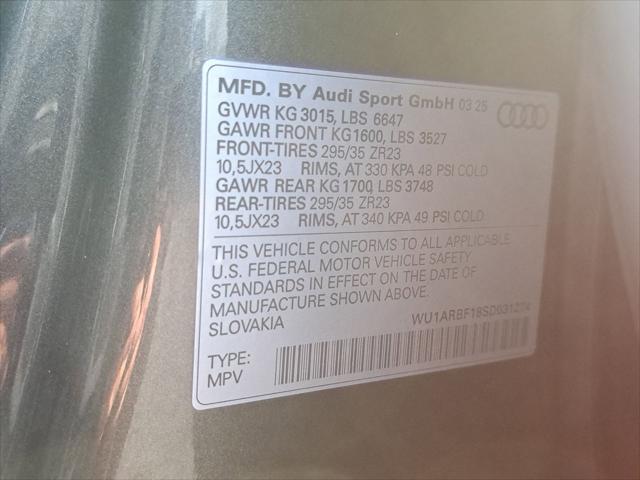 MFD. BY Audi Sport GmbH 03 25
GVWR KG 3015, LBS 6647
GAWR FRONT KG1600, LBS 3527
FRONT-TIRES 295/35 ZR23
10,5JX23 RIMS, AT 330 KPA 48 PSI COLD
GAWR REAR KG 1700, LBS 3748
REAR-TIRES 295/35 ZR23
10,5JX23 RIMS, AT 340 KPA 49 PSI COLD
THIS VEHICLE CONFORMS TO ALL APPLICABLE
U.S. FEDERAL MOTOR VEHICLE SAFETY
STANDARDS IN EFFECT ON THE DATE OF
MANUFACTURE SHOWN ABOVE.
SLOVAKIA
WU1ARBF18SD031274
TYPE:
MPV